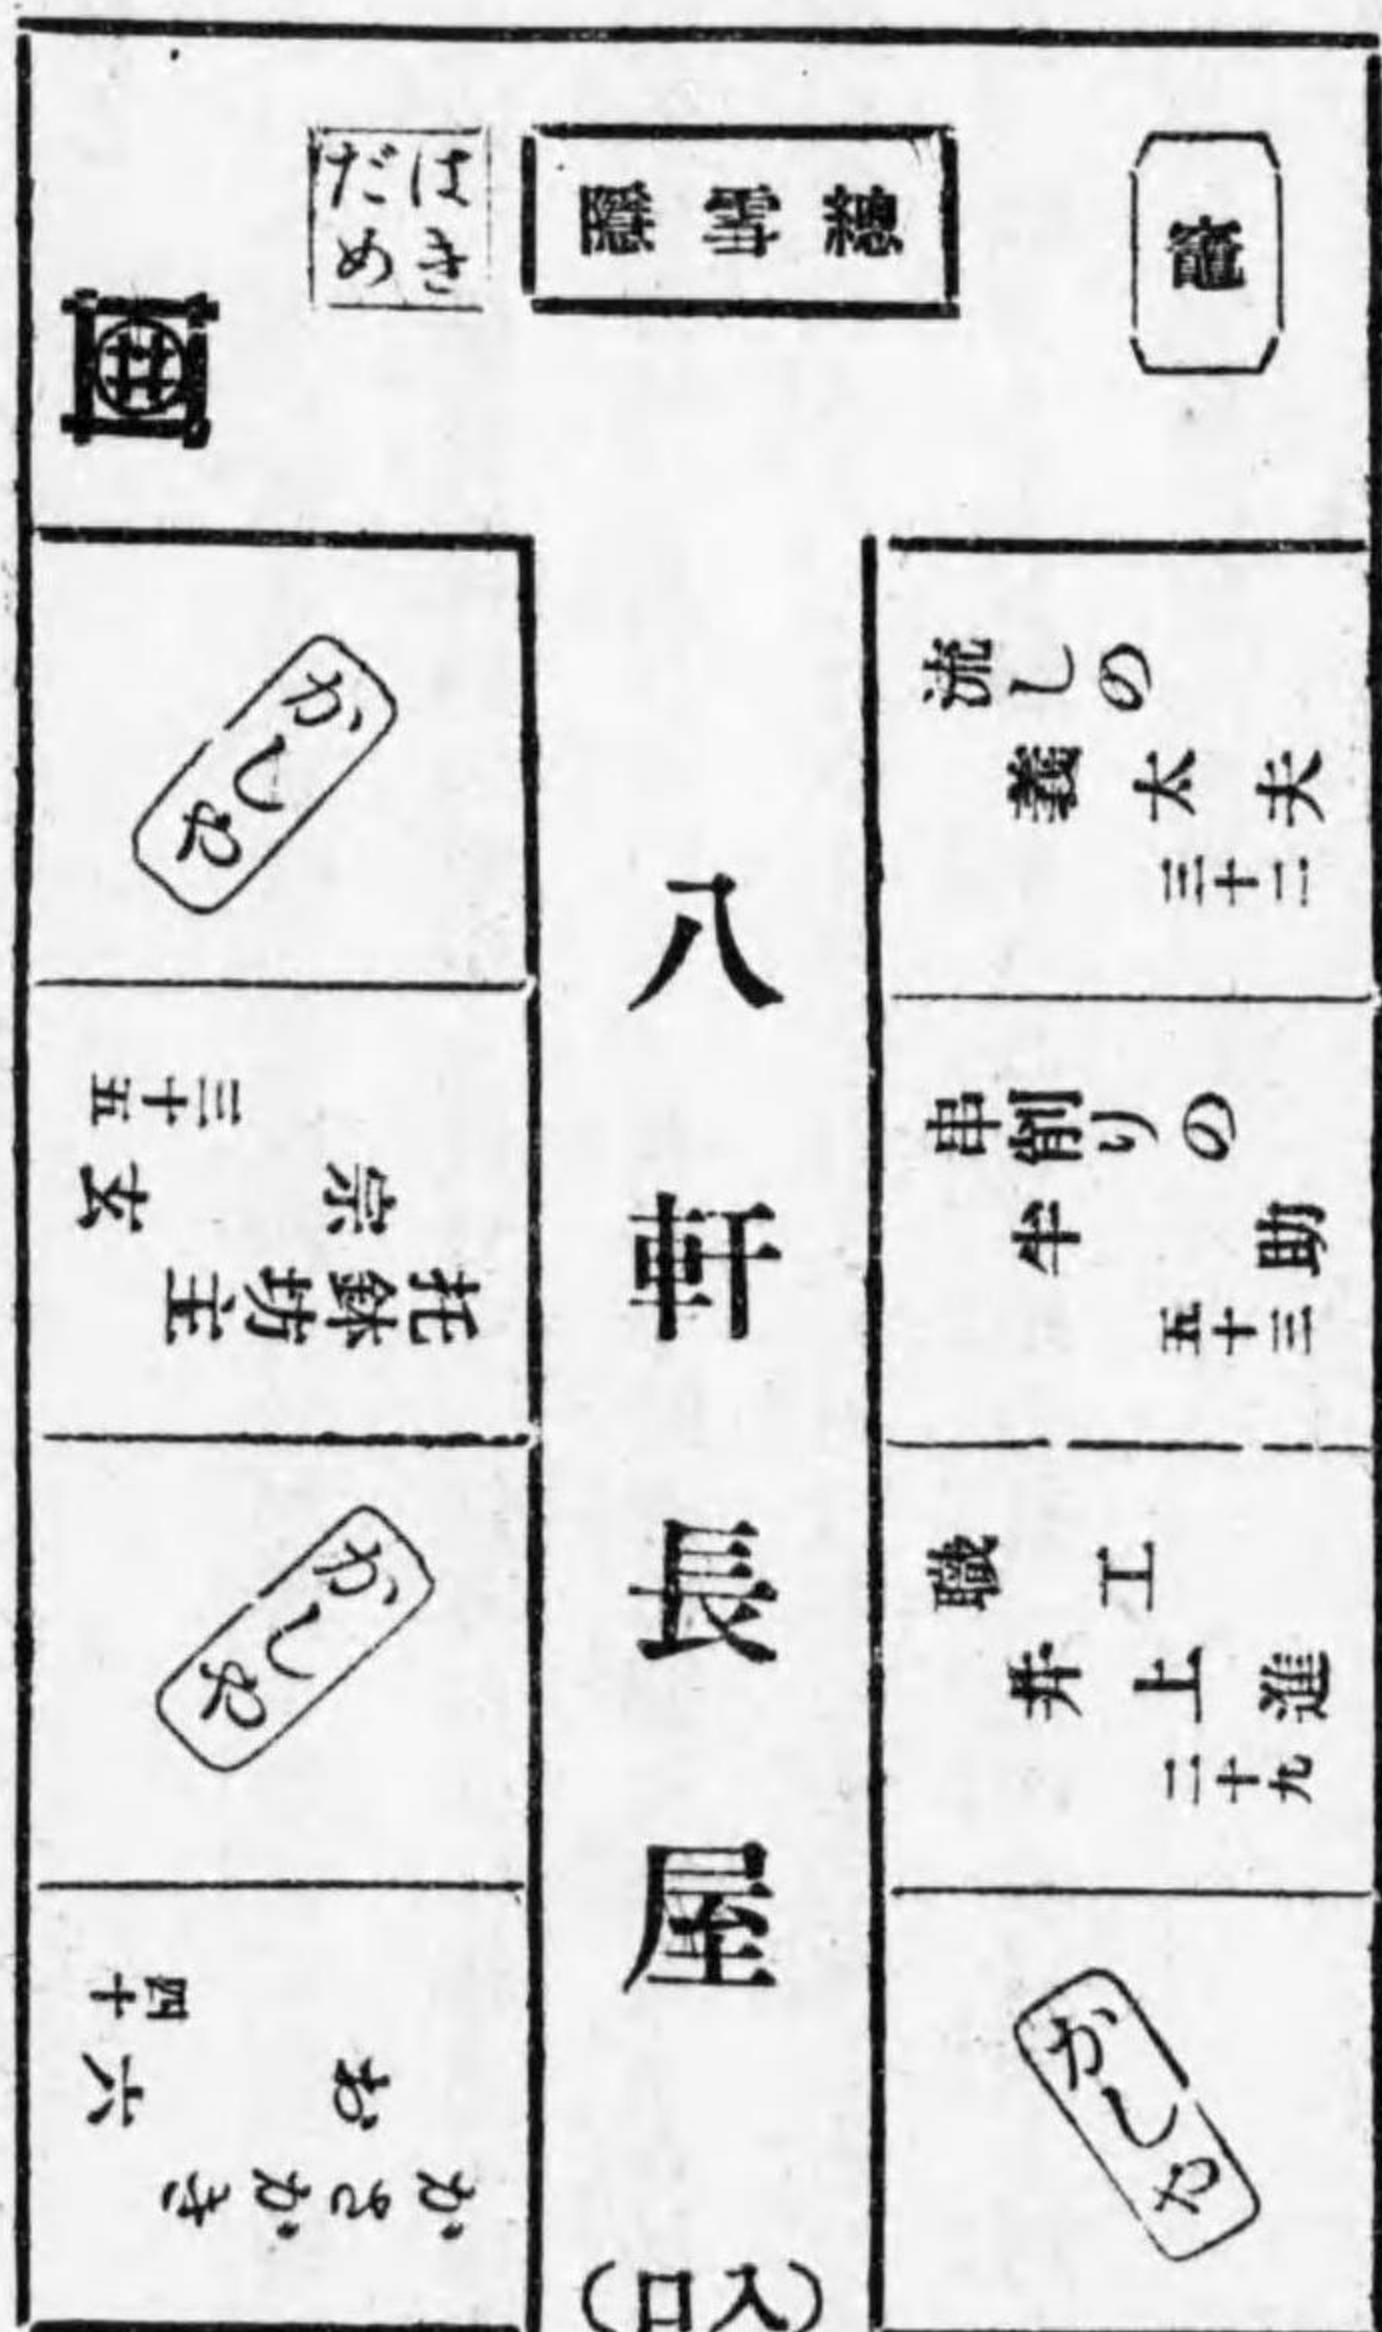 竈
總雪隱
はき
だめ
井
八軒長屋
(入口)
流しの
義太夫
三十二
串削りの
牛助
五十三
職工
井上進
二十九
かしや
かしや
托鉢坊主
宗玄
三十五
かしや
かさかき
お六
四十